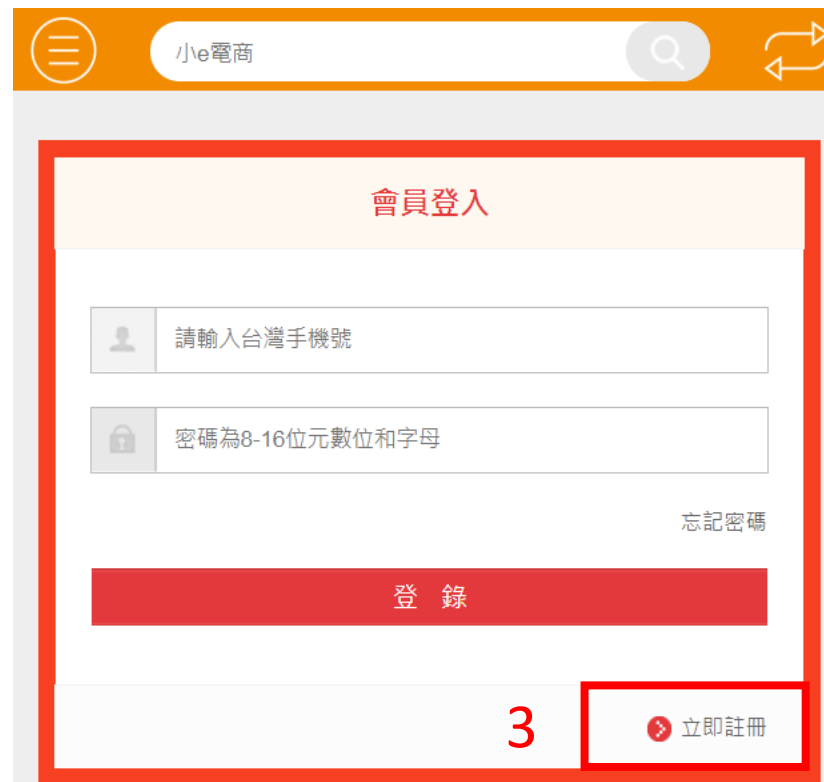 小e電商
會員登入
請輸入台灣手機號
密碼為8-16位元數位和字母
忘記密碼
登 錄
3
立即註冊